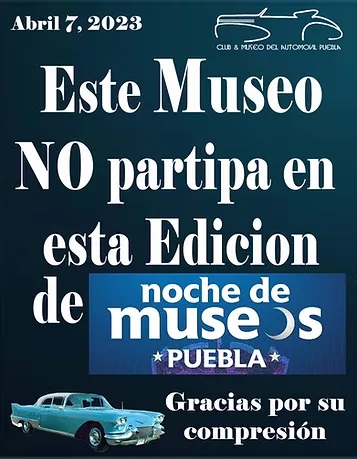 Abril 7, 2023
CLUB & MUSEO DEL AUTOMOVIL PUEBLA
Este Museo
NO partipa en
esta Edicion
de noche de
museos
PUEBLA
Gracias por su
compresión